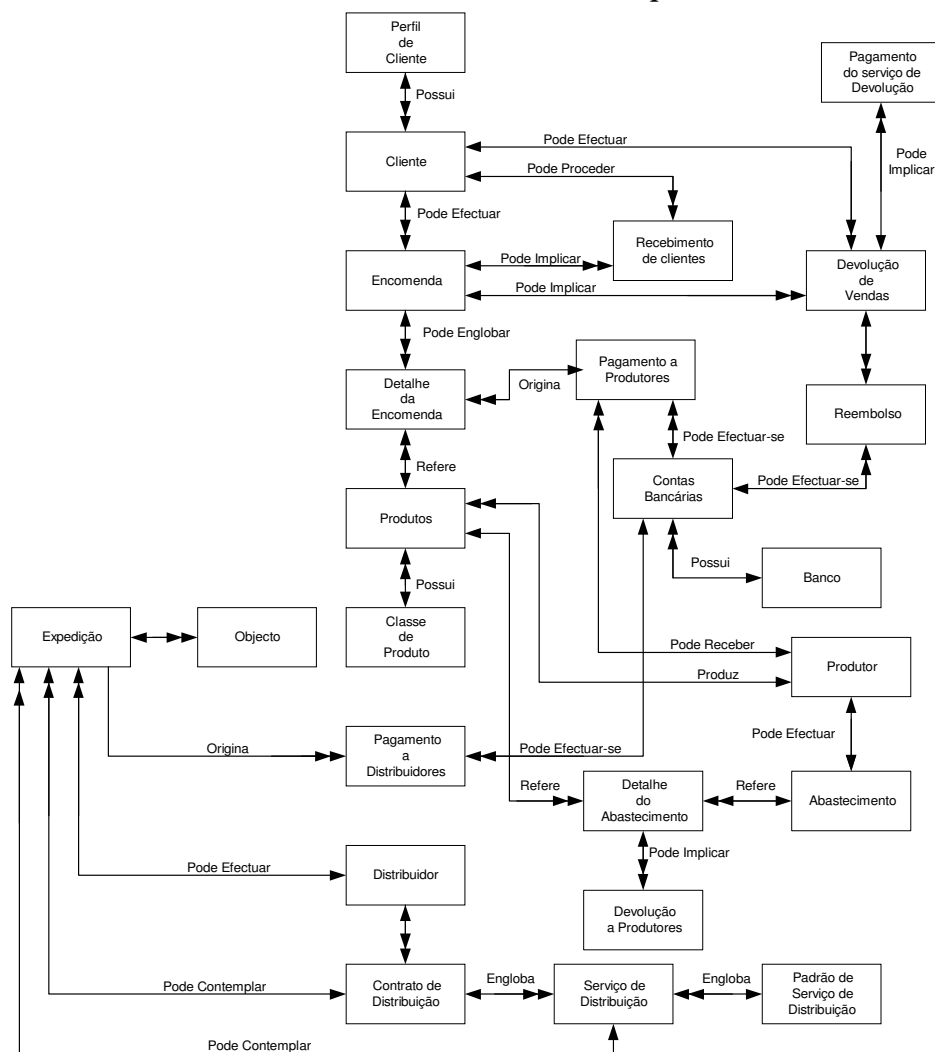 Perfil
de
Cliente
Pagamento
do serviço de
Devolução
Possui
Pode Efectuar
Pode
Implicar
Cliente
Pode Proceder
Pode Efectuar
Recebimento
de clientes
Encomenda
Pode Implicar
Pode Implicar
Devolução
de
Vendas
Pode Englobar
Pagamento a
Produtores
Detalhe
da
Encomenda
Origina
Reembolso
Pode Efectuar-se
Refere
Contas
Bancárias
Pode Efectuar-se
Produtos
Possui
Banco
Possui
Expedição
Objecto
Classe
de
Produto
Pode Receber
Produtor
Produz
Origina
Pagamento
a
Distribuidores
Pode Efectuar-se
Pode Efectuar
Refere
Detalhe
do
Abastecimento
Refere
Abastecimento
Pode Implicar
Pode Efectuar
Distribuidor
Devolução
a Produtores
Pode Contemplar
Contrato de
Distribuição
Engloba
Serviço de
Distribuição
Engloba
Padrão de
Serviço de
Distribuição
Pode Contemplar